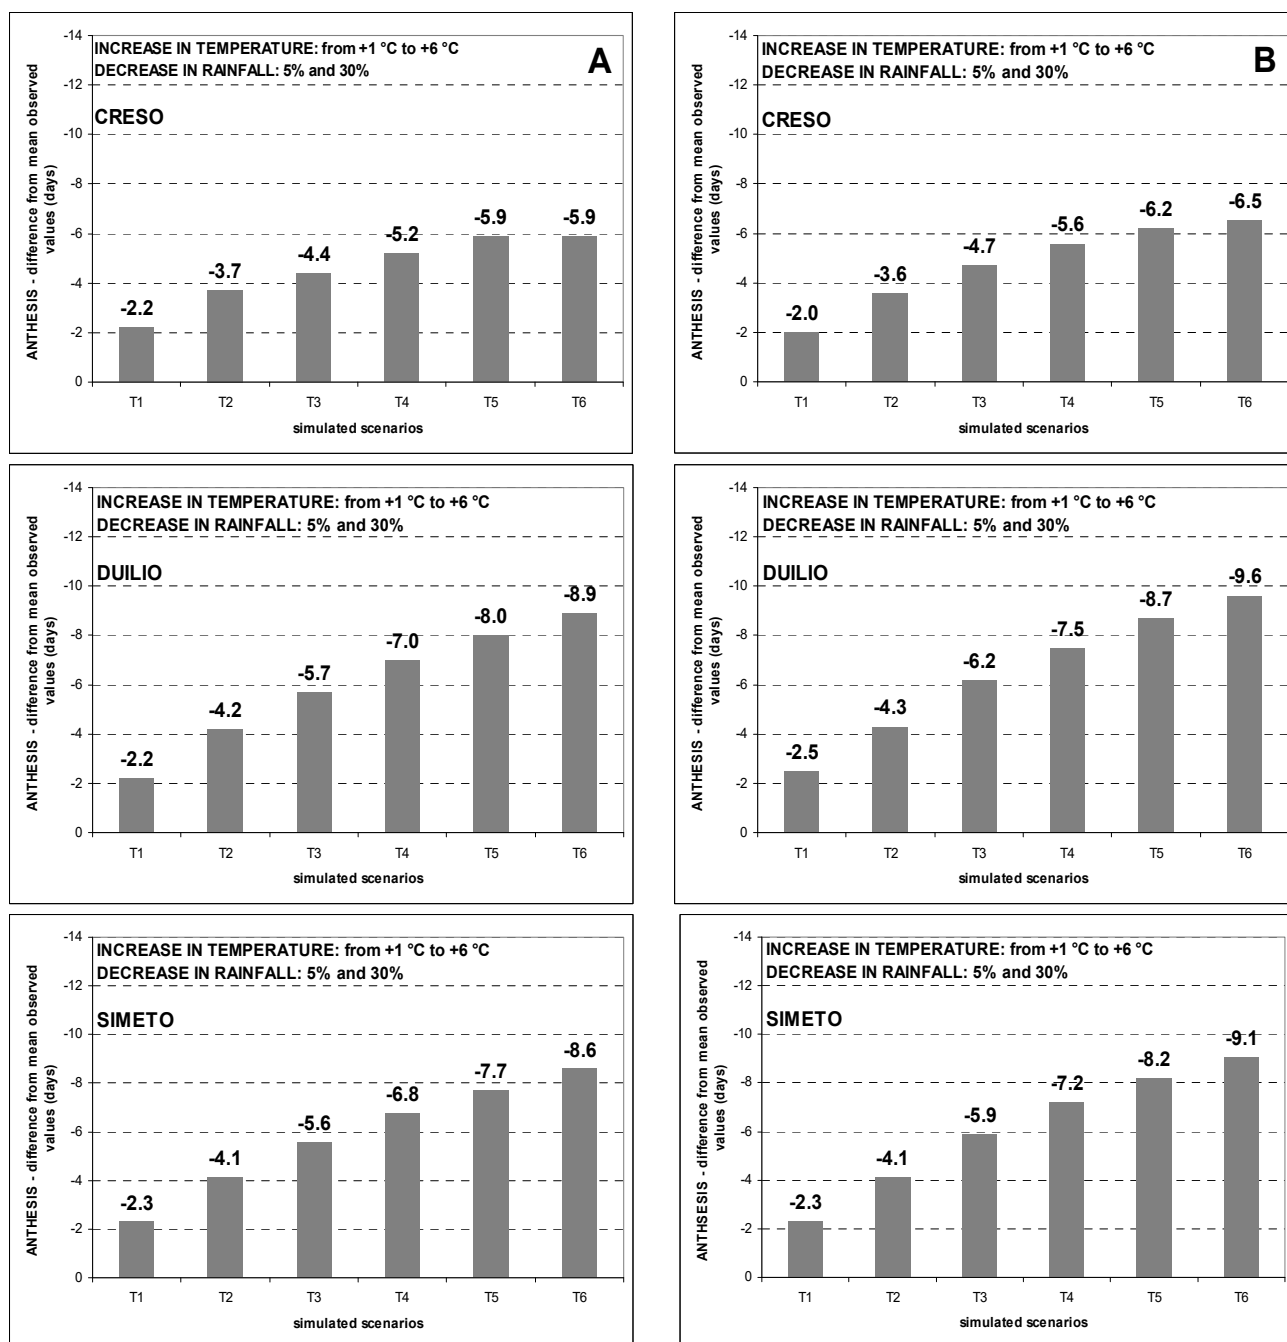 A
INCREASE IN TEMPERATURE: from +1 °C to +6 °C
DECREASE IN RAINFALL: 5% and 30%
CRESO
ANTHESIS - difference from mean observed
values (days)
-14
-12
-10
-8
-6
-4
-2
0
-2.2
-3.7
-4.4
-5.2
-5.9
-5.9
T1 T2 T3 T4 T5 T6
simulated scenarios
B
INCREASE IN TEMPERATURE: from +1 °C to +6 °C
DECREASE IN RAINFALL: 5% and 30%
CRESO
ANTHESIS - difference from mean observed
values (days)
-14
-12
-10
-8
-6
-4
-2
0
-2.0
-3.6
-4.7
-5.6
-6.2
-6.5
T1 T2 T3 T4 T5 T6
simulated scenarios
INCREASE IN TEMPERATURE: from +1 °C to +6 °C
DECREASE IN RAINFALL: 5% and 30%
DUILIO
ANTHESIS - difference from mean observed
values (days)
-14
-12
-10
-8
-6
-4
-2
0
-2.2
-4.2
-5.7
-7.0
-8.0
-8.9
T1 T2 T3 T4 T5 T6
simulated scenarios
INCREASE IN TEMPERATURE: from +1 °C to +6 °C
DECREASE IN RAINFALL: 5% and 30%
DUILIO
ANTHESIS - difference from mean observed
values (days)
-14
-12
-10
-8
-6
-4
-2
0
-2.5
-4.3
-6.2
-7.5
-8.7
-9.6
T1 T2 T3 T4 T5 T6
simulated scenarios
INCREASE IN TEMPERATURE: from +1 °C to +6 °C
DECREASE IN RAINFALL: 5% and 30%
SIMETO
ANTHESIS - difference from mean observed
values (days)
-14
-12
-10
-8
-6
-4
-2
0
-2.3
-4.1
-5.6
-6.8
-7.7
-8.6
T1 T2 T3 T4 T5 T6
simulated scenarios
INCREASE IN TEMPERATURE: from +1 °C to +6 °C
DECREASE IN RAINFALL: 5% and 30%
SIMETO
ANTHSESIS - difference from mean observed
values (days)
-14
-12
-10
-8
-6
-4
-2
0
-2.3
-4.1
-5.9
-7.2
-8.2
-9.1
T1 T2 T3 T4 T5 T6
simulated scenarios